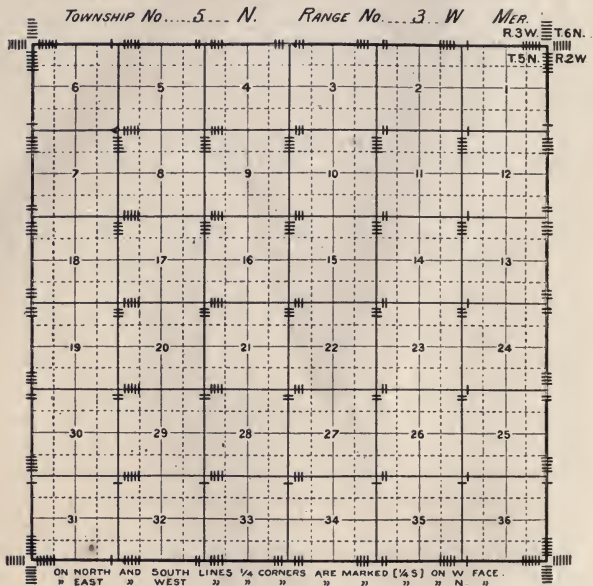 TOWNSHIP No. 5 N. RANGE No. 3 W MER.
R.3W. T.6N.
T.5N. R.2W
6 5 4 3 2 1
7 8 9 10 11 12
18 17 16 15 14 13
19 20 21 22 23 24
30 29 28 27 26 25
31 32 33 34 35 36
ON NORTH AND SOUTH LINES 1/4 CORNERS ARE MARKED [1/4 S] ON W FACE.
" EAST " WEST " " " " " " N. "